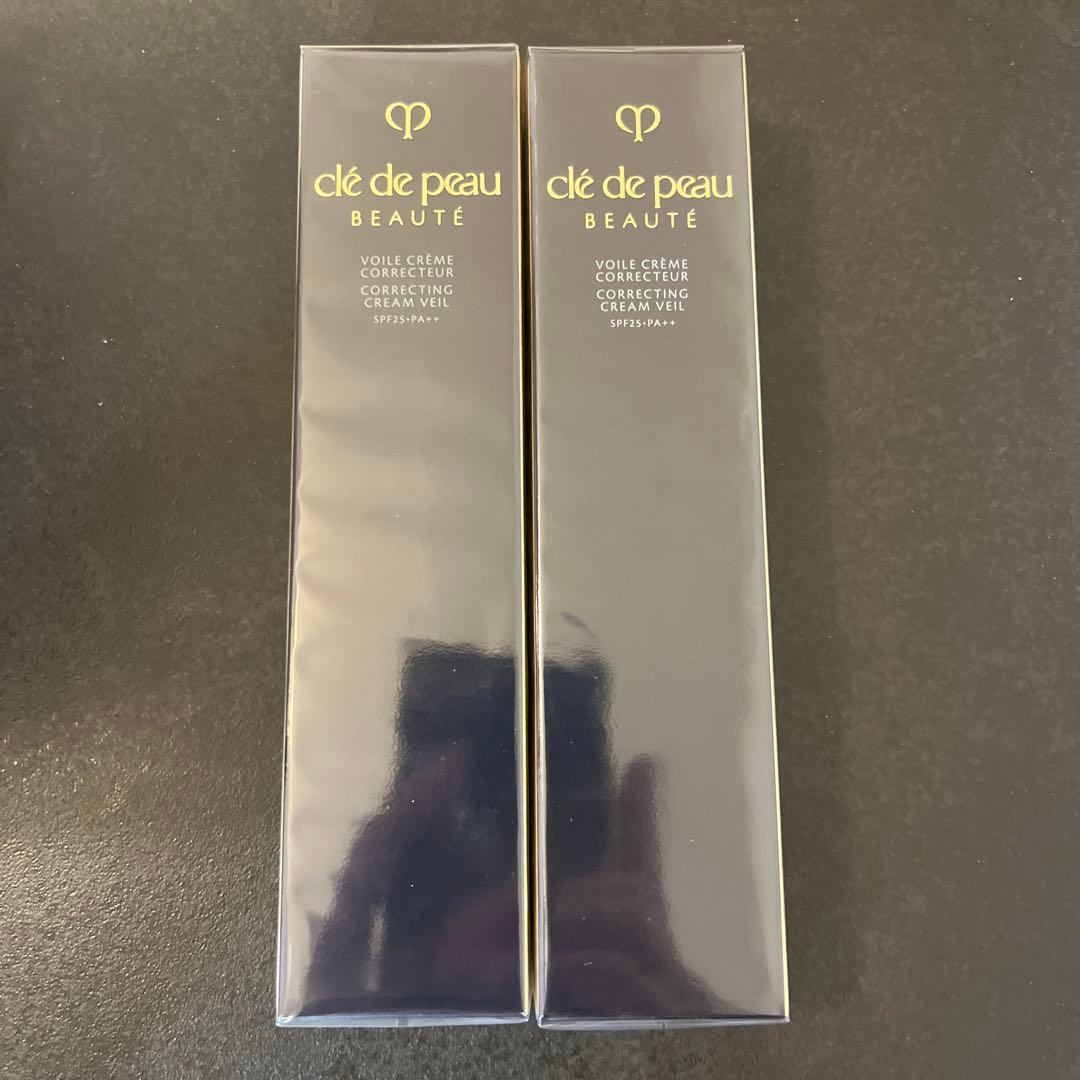 clé de peau
BEAUTÉ
VOILE CRÈME
CORRECTEUR
CORRECTING
CREAM VEIL
SPF25・PA++
clé de peau
BEAUTÉ
VOILE CRÈME
CORRECTEUR
CORRECTING
CREAM VEIL
SPF25・PA++